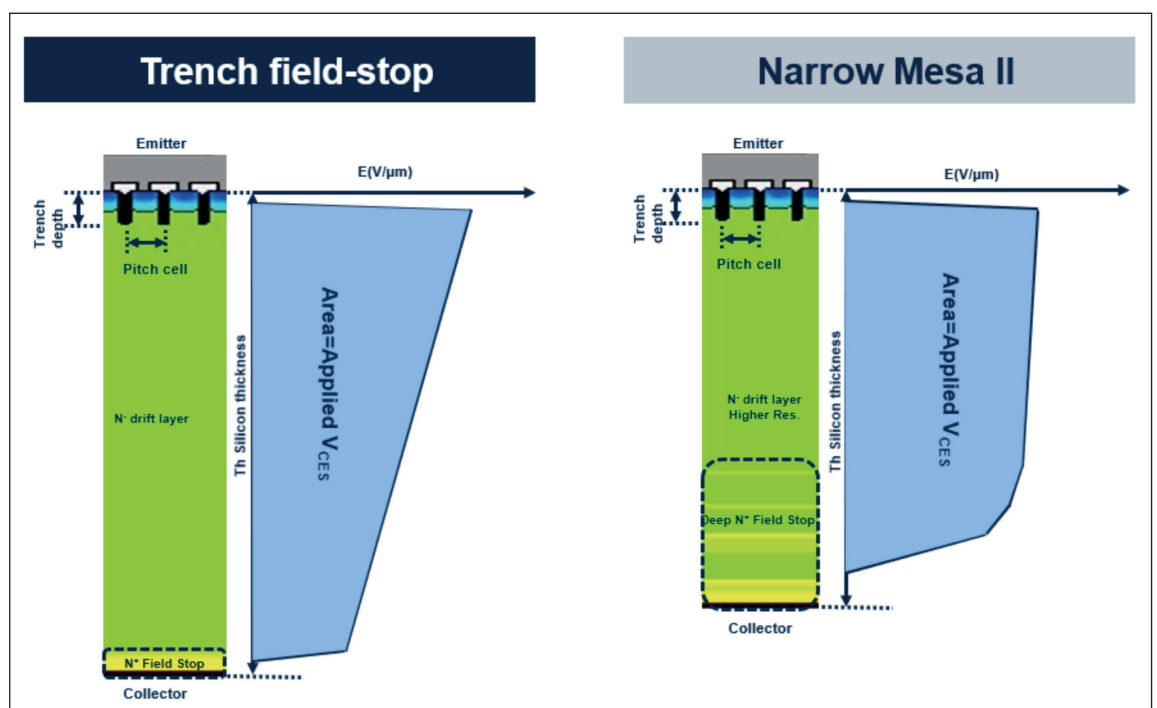 Trench field-stop
Emitter
E(V/µm)
Trench
depth
Pitch cell
Area=Applied V_CES
Th Silicon thickness
N⁻ drift layer
N⁺ Field Stop
Collector
Narrow Mesa II
Emitter
E(V/µm)
Trench
depth
Pitch cell
Area=Applied V_CES
Th Silicon thickness
N⁻ drift layer
Higher Res.
Deep N⁺ Field Stop
Collector